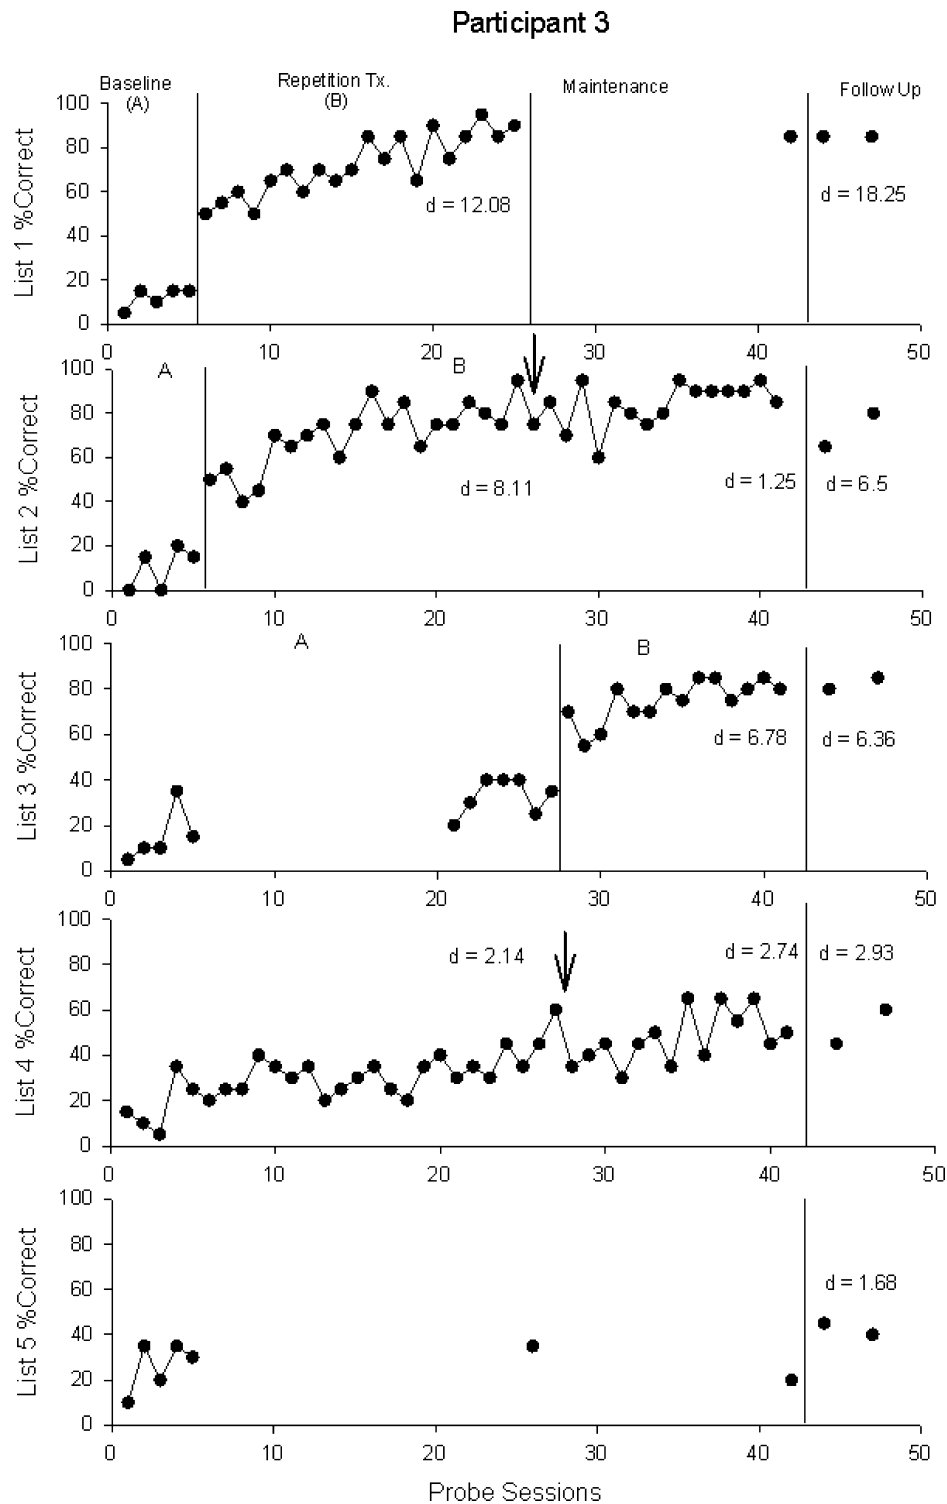 Participant 3
Baseline
(A)
Repetition Tx.
(B)
Maintenance
Follow Up
List 1 %Correct
100
80
60
40
20
0
d = 12.08
d = 18.25
10
20
30
40
50
A
B
List 2 %Correct
100
80
60
40
20
0
d = 8.11
d = 1.25
d = 6.5
0
10
20
30
40
50
A
B
List 3 %Correct
100
80
60
40
20
0
d = 6.78
d = 6.36
0
10
20
30
40
50
List 4 %Correct
100
80
60
40
20
0
d = 2.14
d = 2.74
d = 2.93
0
10
20
30
40
50
List 5 %Correct
100
80
60
40
20
0
d = 1.68
0
10
20
30
40
50
Probe Sessions